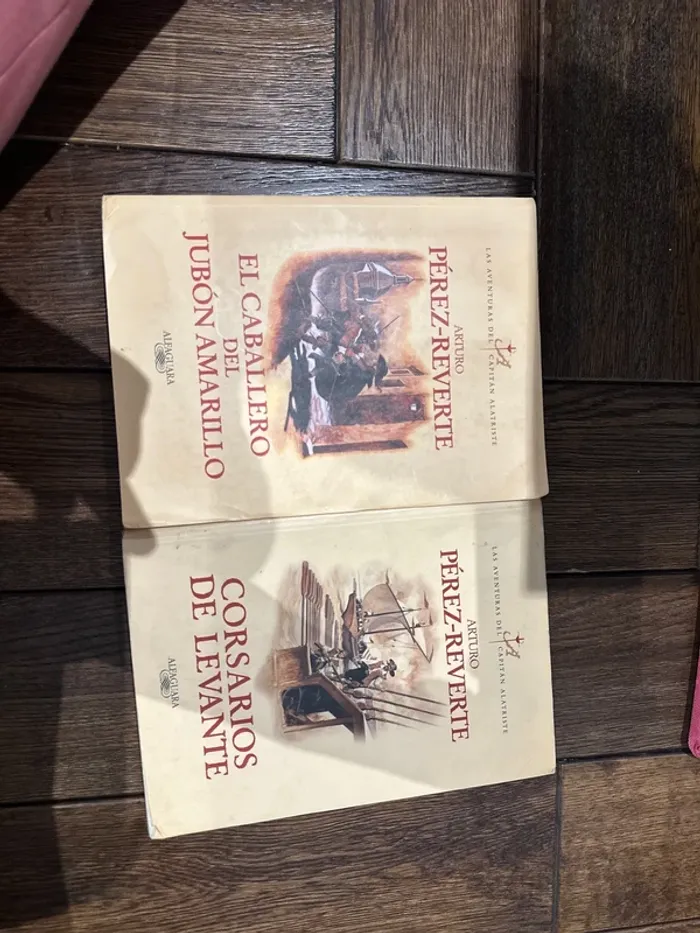 LAS AVENTURAS DEL CAPITÁN ALATRISTE
ARTURO
PÉREZ-REVERTE
EL CABALLERO
DEL
JUBÓN AMARILLO
ALFAGUARA
LAS AVENTURAS DEL CAPITÁN ALATRISTE
ARTURO
PÉREZ-REVERTE
CORSARIOS
DE LEVANTE
ALFAGUARA